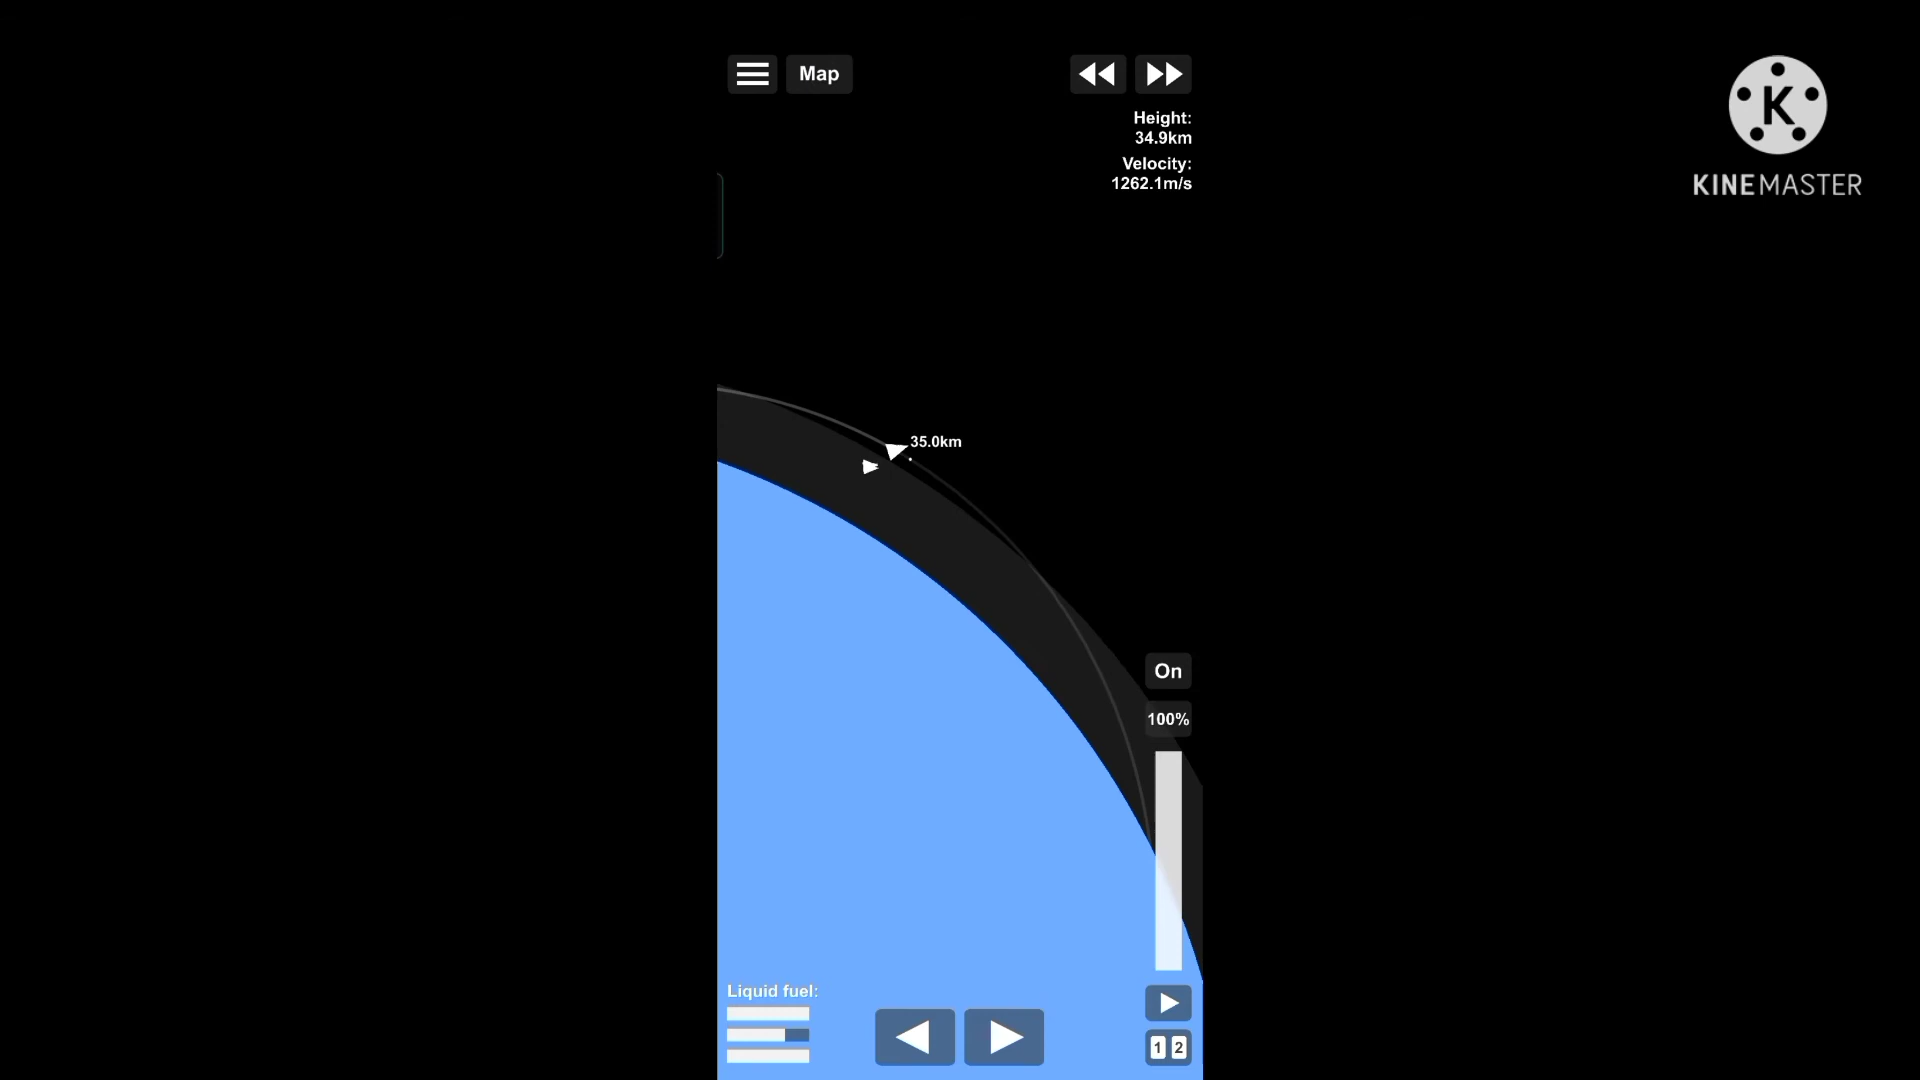 Map
Height:
34.9km
Velocity:
1262.1m/s
K
KINEMASTER
35.0km
On
100%
Liquid fuel:
1 2